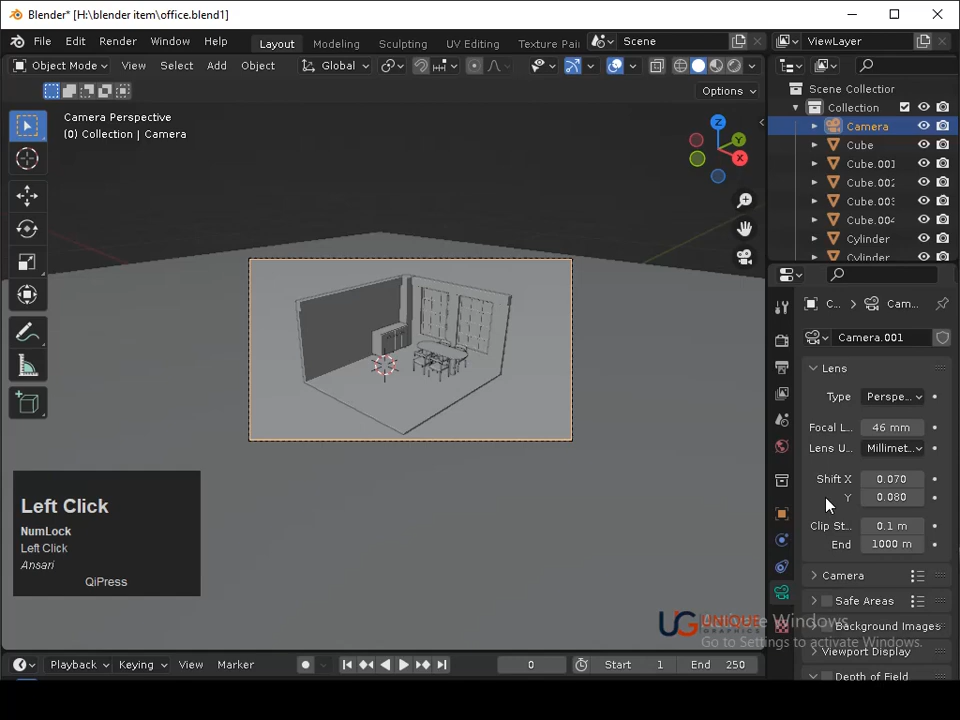 Blender* [H:\blender item\office.blend1]
File Edit Render Window Help Layout Modeling Sculpting UV Editing Texture Pai Scene ViewLayer
Object Mode View Select Add Object Global
Options
Scene Collection
Collection
Camera
Cube
Cube.001
Cube.002
Cube.003
Cube.004
Cylinder
Cylinder
Camera Perspective
(0) Collection | Camera
Z
Y
X
C... Cam...
Camera.001
Lens
Type Perspe...
Focal L... 46 mm
Lens U... Millimet...
Shift X 0.070
Y 0.080
Clip St... 0.1 m
End 1000 m
Camera
Safe Areas
Background Images
Viewport Display
Depth of Field
Left Click
NumLock
Left Click
Ansari
QiPress
UG UNIQUE
GRAPHICS
Activate Windows
Go to Settings to activate Windows.
Playback Keying View Marker 0 Start 1 End 250